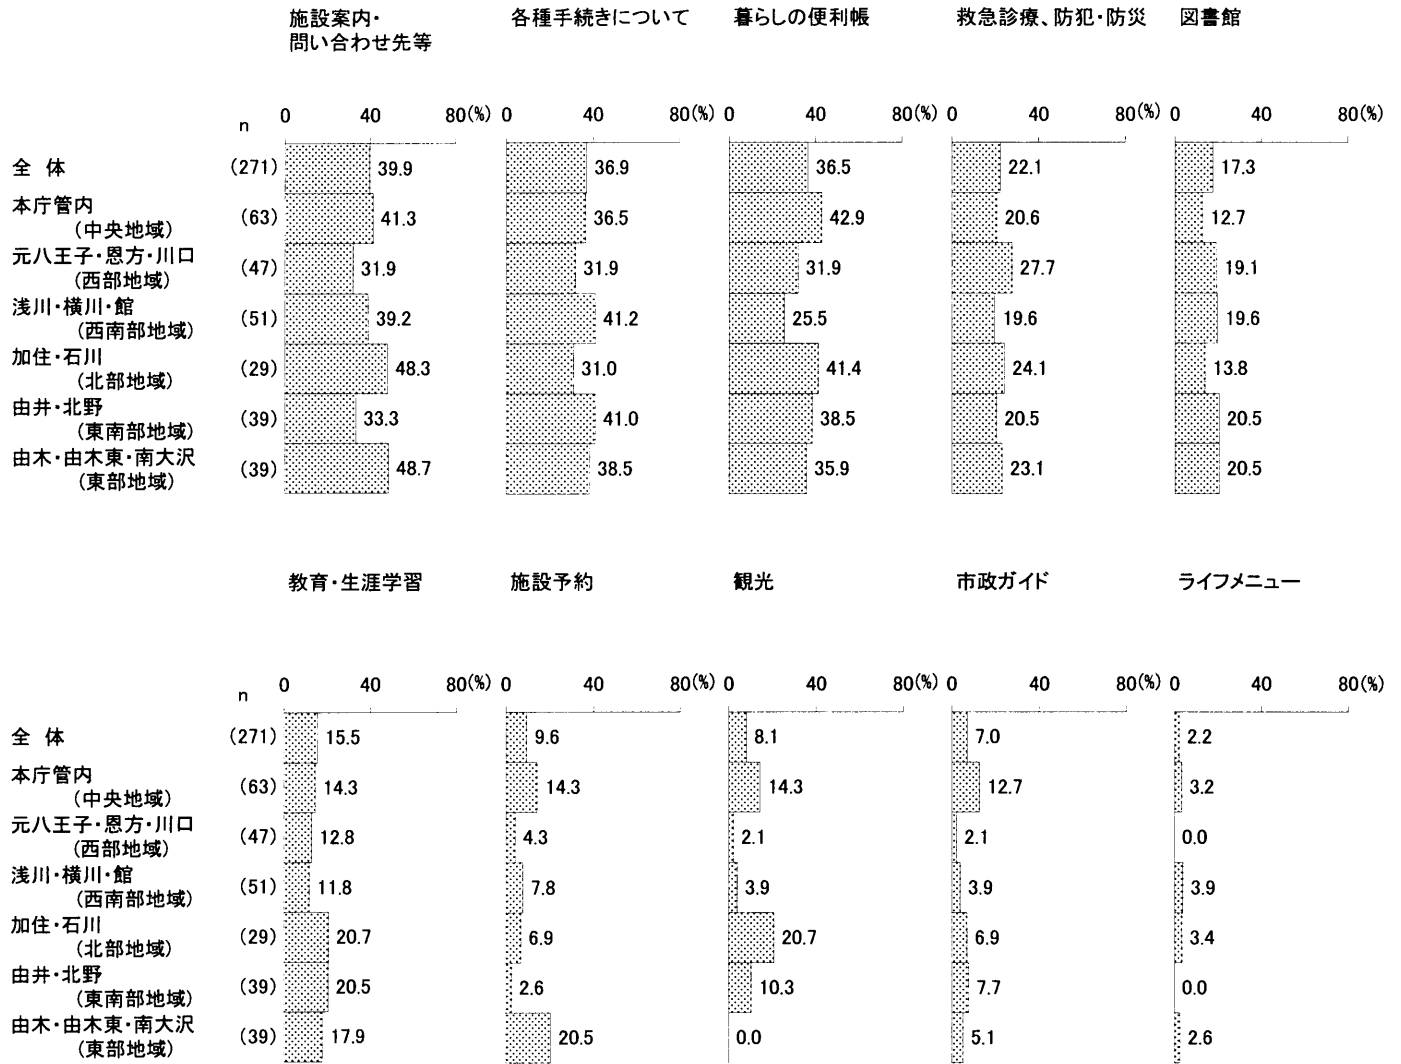 施設案内・
問い合わせ先等
各種手続きについて
暮らしの便利帳
救急診療、防犯・防災
図書館
n 0 40 80(%) 0 40 80(%) 0 40 80(%) 0 40 80(%) 0 40 80(%)
全 体 (271) 39.9 36.9 36.5 22.1 17.3
本庁管内
(中央地域) (63) 41.3 36.5 42.9 20.6 12.7
元八王子・恩方・川口
(西部地域) (47) 31.9 31.9 31.9 27.7 19.1
浅川・横川・館
(西南部地域) (51) 39.2 41.2 25.5 19.6 19.6
加住・石川
(北部地域) (29) 48.3 31.0 41.4 24.1 13.8
由井・北野
(東南部地域) (39) 33.3 41.0 38.5 20.5 20.5
由木・由木東・南大沢
(東部地域) (39) 48.7 38.5 35.9 23.1 20.5
教育・生涯学習 施設予約 観光 市政ガイド ライフメニュー
n 0 40 80(%) 0 40 80(%) 0 40 80(%) 0 40 80(%) 0 40 80(%)
全 体 (271) 15.5 9.6 8.1 7.0 2.2
本庁管内
(中央地域) (63) 14.3 14.3 14.3 12.7 3.2
元八王子・恩方・川口
(西部地域) (47) 12.8 4.3 2.1 2.1 0.0
浅川・横川・館
(西南部地域) (51) 11.8 7.8 3.9 3.9 3.9
加住・石川
(北部地域) (29) 20.7 6.9 20.7 6.9 3.4
由井・北野
(東南部地域) (39) 20.5 2.6 10.3 7.7 0.0
由木・由木東・南大沢
(東部地域) (39) 17.9 20.5 0.0 5.1 2.6